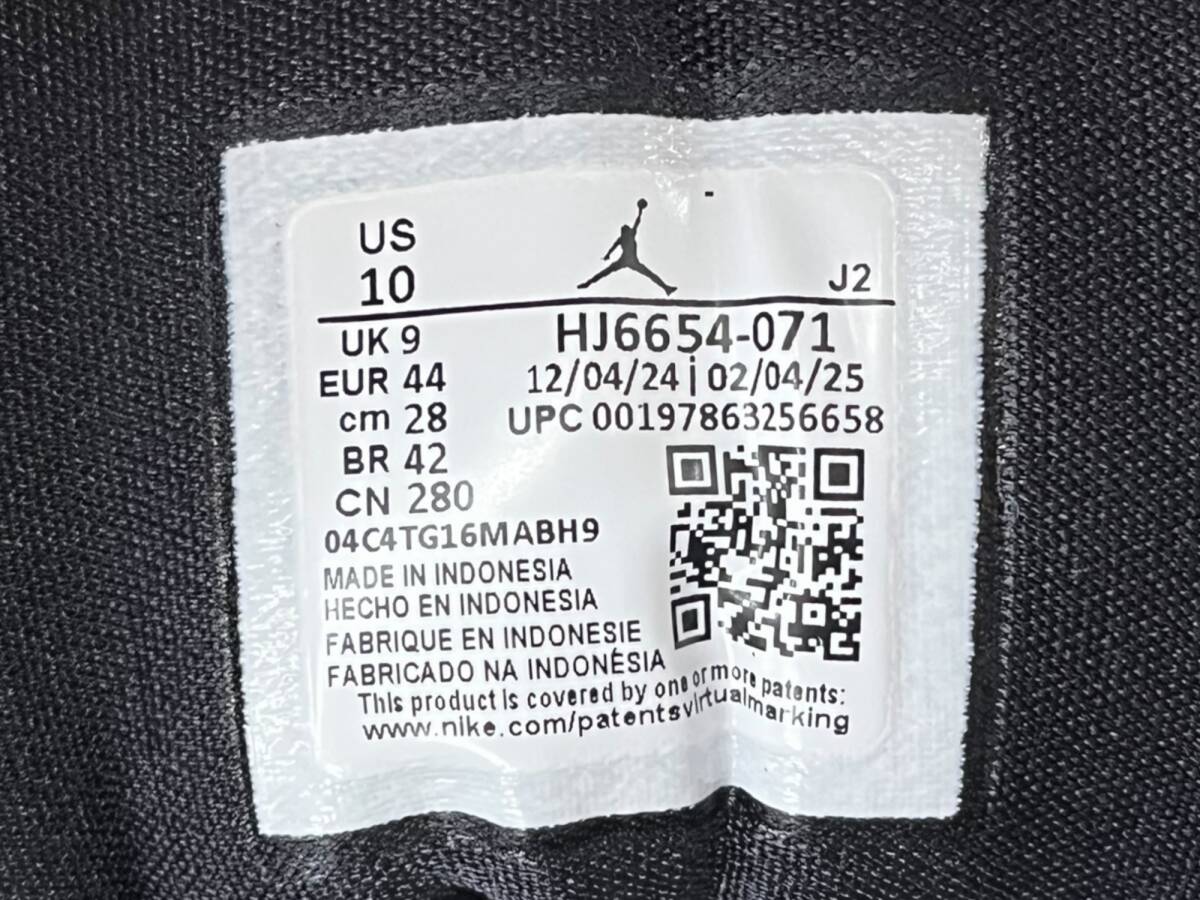 US
10
J2
UK 9
HJ6654-071
EUR 44
12/04/24 | 02/04/25
cm 28
UPC 00197863256658
BR 42
CN 280
04C4TG16MABH9
MADE IN INDONESIA
HECHO EN INDONESIA
FABRIQUE EN INDONESIE
FABRICADO NA INDONÉSIA
This product is covered by one or more patents:
www.nike.com/patentsvirtualmarking